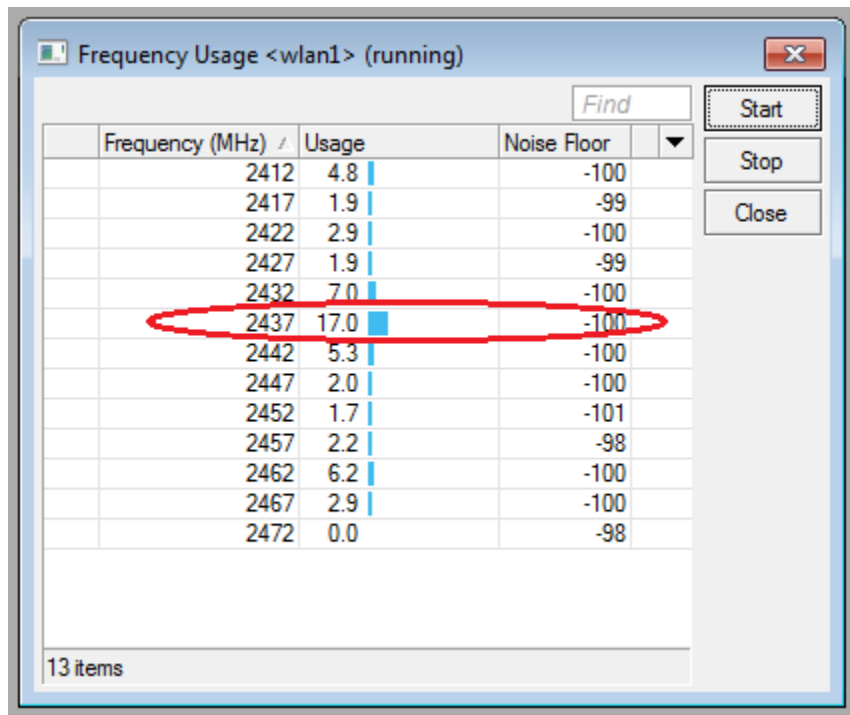 Frequency Usage <wlan1> (running)
Find
Start
Frequency (MHz) Usage Noise Floor
Stop
2412 4.8 -100
2417 1.9 -99
Close
2422 2.9 -100
2427 1.9 -99
2432 7.0 -100
2437 17.0 -100
2442 5.3 -100
2447 2.0 -100
2452 1.7 -101
2457 2.2 -98
2462 6.2 -100
2467 2.9 -100
2472 0.0 -98
13 items